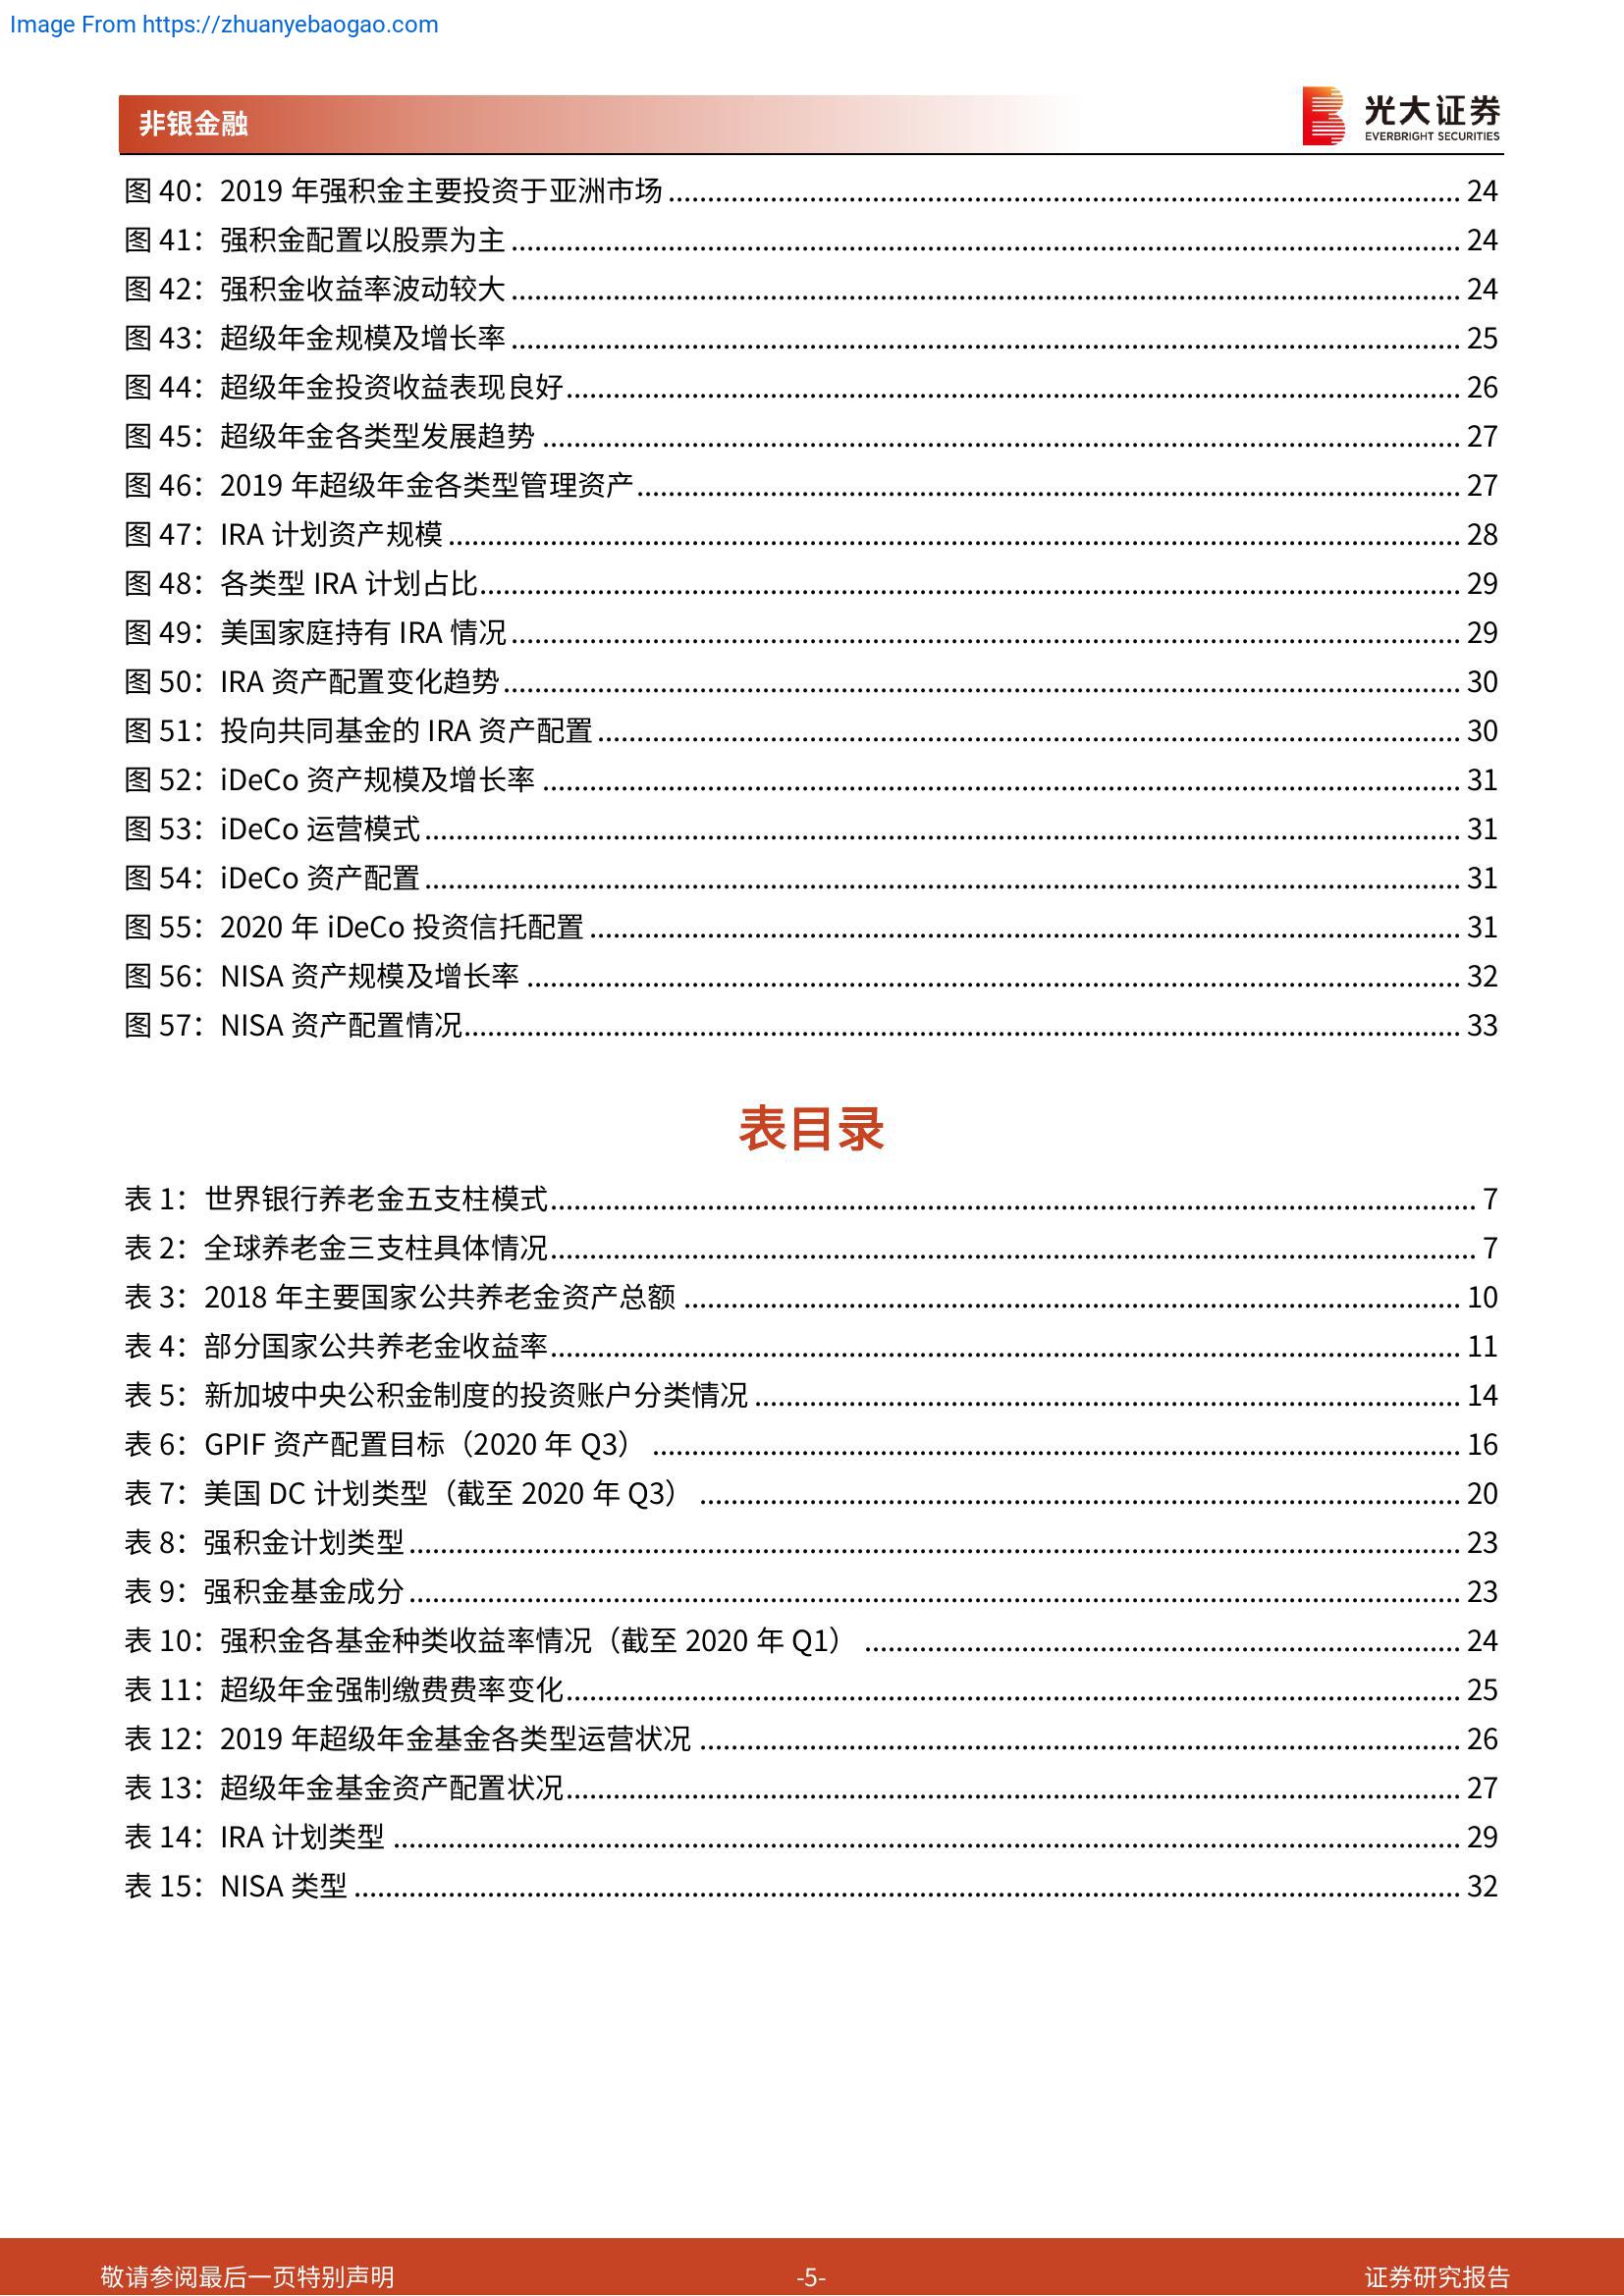 Image From https://zhuanyebaogao.com
非银金融
光大证券
EVERBRIGHT SECURITIES
图 40：2019 年强积金主要投资于亚洲市场 24
图 41：强积金配置以股票为主 24
图 42：强积金收益率波动较大 24
图 43：超级年金规模及增长率 25
图 44：超级年金投资收益表现良好 26
图 45：超级年金各类型发展趋势 27
图 46：2019 年超级年金各类型管理资产 27
图 47：IRA 计划资产规模 28
图 48：各类型 IRA 计划占比 29
图 49：美国家庭持有 IRA 情况 29
图 50：IRA 资产配置变化趋势 30
图 51：投向共同基金的 IRA 资产配置 30
图 52：iDeCo 资产规模及增长率 31
图 53：iDeCo 运营模式 31
图 54：iDeCo 资产配置 31
图 55：2020 年 iDeCo 投资信托配置 31
图 56：NISA 资产规模及增长率 32
图 57：NISA 资产配置情况 33
表目录
表 1：世界银行养老金五支柱模式 7
表 2：全球养老金三支柱具体情况 7
表 3：2018 年主要国家公共养老金资产总额 10
表 4：部分国家公共养老金收益率 11
表 5：新加坡中央公积金制度的投资账户分类情况 14
表 6：GPIF 资产配置目标（2020 年 Q3） 16
表 7：美国 DC 计划类型（截至 2020 年 Q3） 20
表 8：强积金计划类型 23
表 9：强积金基金成分 23
表 10：强积金各基金种类收益率情况（截至 2020 年 Q1） 24
表 11：超级年金强制缴费费率变化 25
表 12：2019 年超级年金基金各类型运营状况 26
表 13：超级年金基金资产配置状况 27
表 14：IRA 计划类型 29
表 15：NISA 类型 32
敬请参阅最后一页特别声明 -5- 证券研究报告